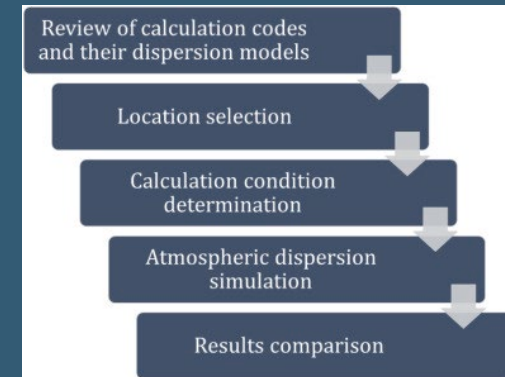 Review of calculation codes
and their dispersion models
Location selection
Calculation condition
determination
Atmospheric dispersion
simulation
Results comparison